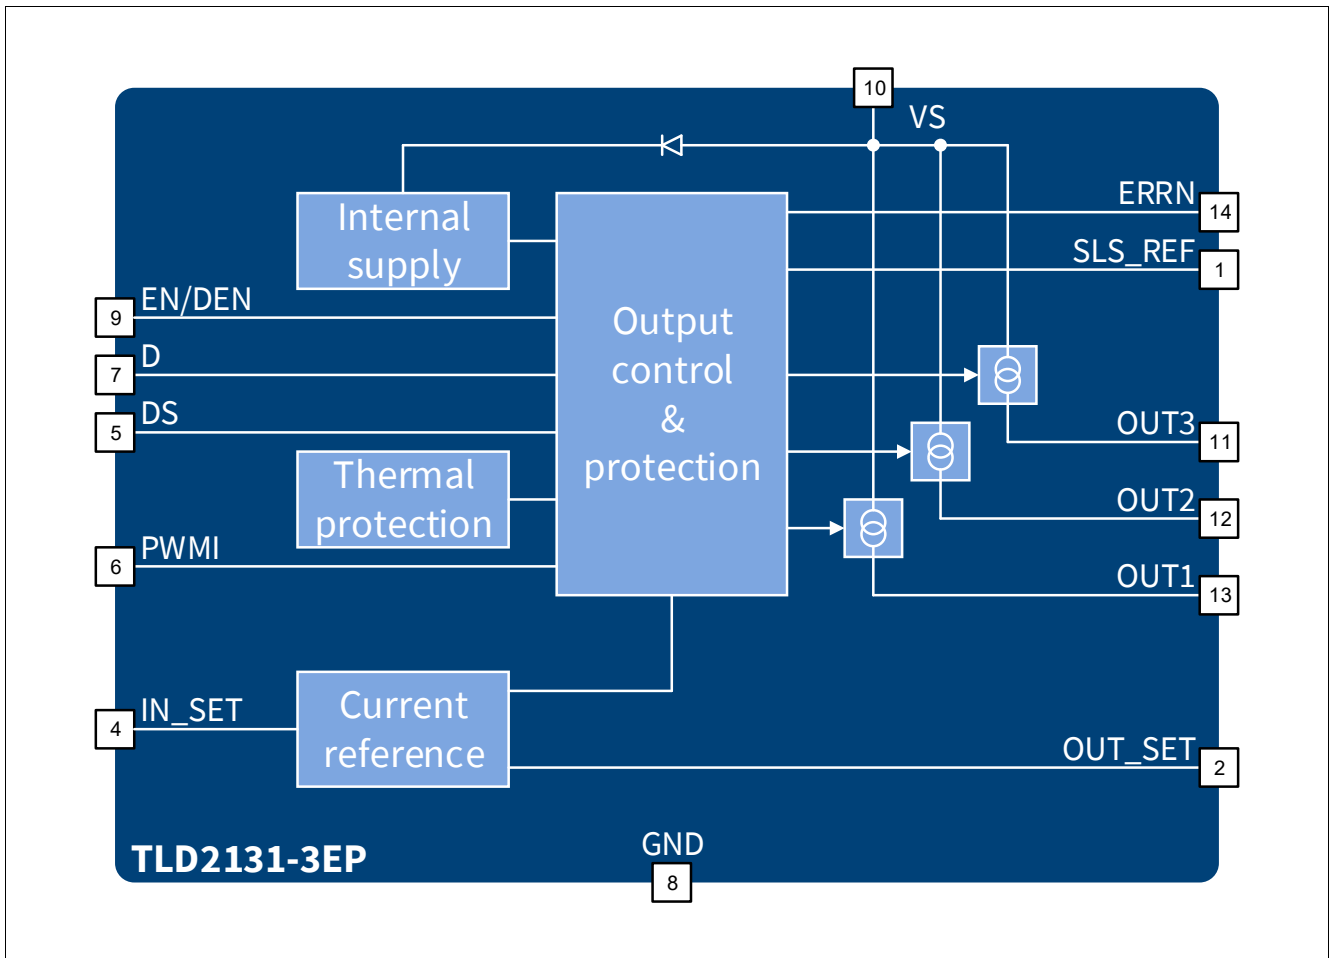 10
VS
Internal
supply
ERRN
14
SLS_REF
1
EN/DEN
9
D
7
DS
5
Output
control
&
protection
Thermal
protection
OUT3
11
OUT2
12
PWMI
6
OUT1
13
IN_SET
4
Current
reference
OUT_SET
2
TLD2131-3EP
GND
8